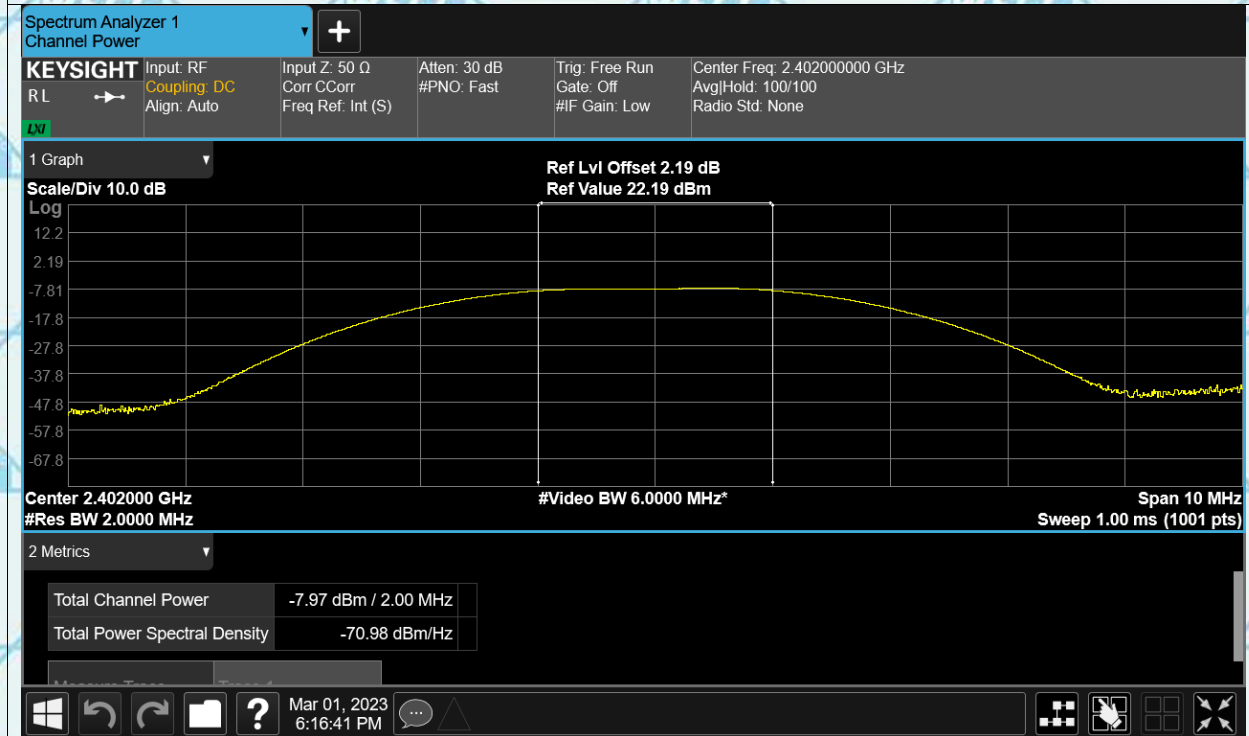 Spectrum Analyzer 1
Channel Power
+
KEYSIGHT
RL
LXI
Input: RF
Coupling: DC
Align: Auto
Input Z: 50 Ω
Corr CCorr
Freq Ref: Int (S)
Atten: 30 dB
#PNO: Fast
Trig: Free Run
Gate: Off
#IF Gain: Low
Center Freq: 2.402000000 GHz
Avg|Hold: 100/100
Radio Std: None
1 Graph
Scale/Div 10.0 dB
Ref Lvl Offset 2.19 dB
Ref Value 22.19 dBm
Log
12.2
2.19
-7.81
-17.8
-27.8
-37.8
-47.8
-57.8
-67.8
Center 2.402000 GHz
#Res BW 2.0000 MHz
#Video BW 6.0000 MHz*
Span 10 MHz
Sweep 1.00 ms (1001 pts)
2 Metrics
Total Channel Power -7.97 dBm / 2.00 MHz
Total Power Spectral Density -70.98 dBm/Hz
?
Mar 01, 2023
6:16:41 PM